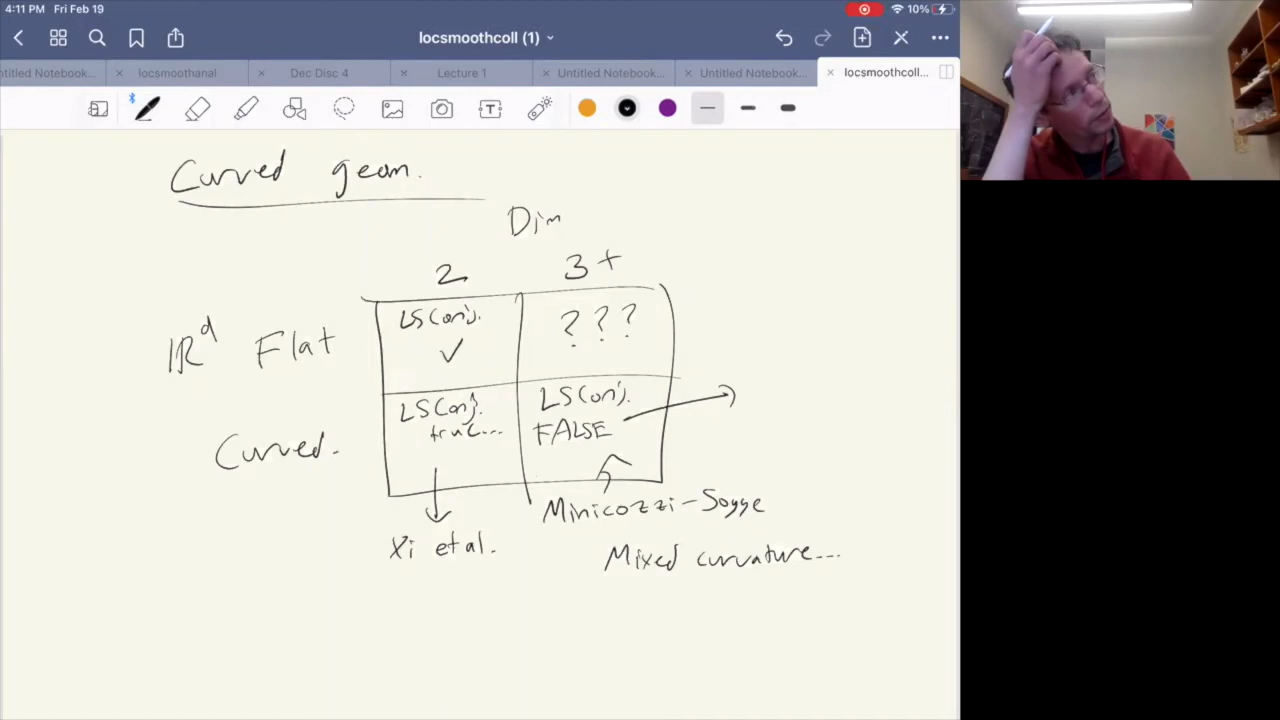 4:11 PM Fri Feb 19
10%
locsmoothcoll (1)
ntitled Notebook...
locsmoothanal
Dec Disc 4
Lecture 1
Untitled Notebook...
Untitled Notebook...
locsmoothcoll...
Curved geom.
Dim
2 3+
ℝᵈ Flat
LS Conj. ✓
? ? ?
Curved.
LS Conj. true...
LS Conj. FALSE
Minicozzi-Sogge
Xi et al.
Mixed curvature...